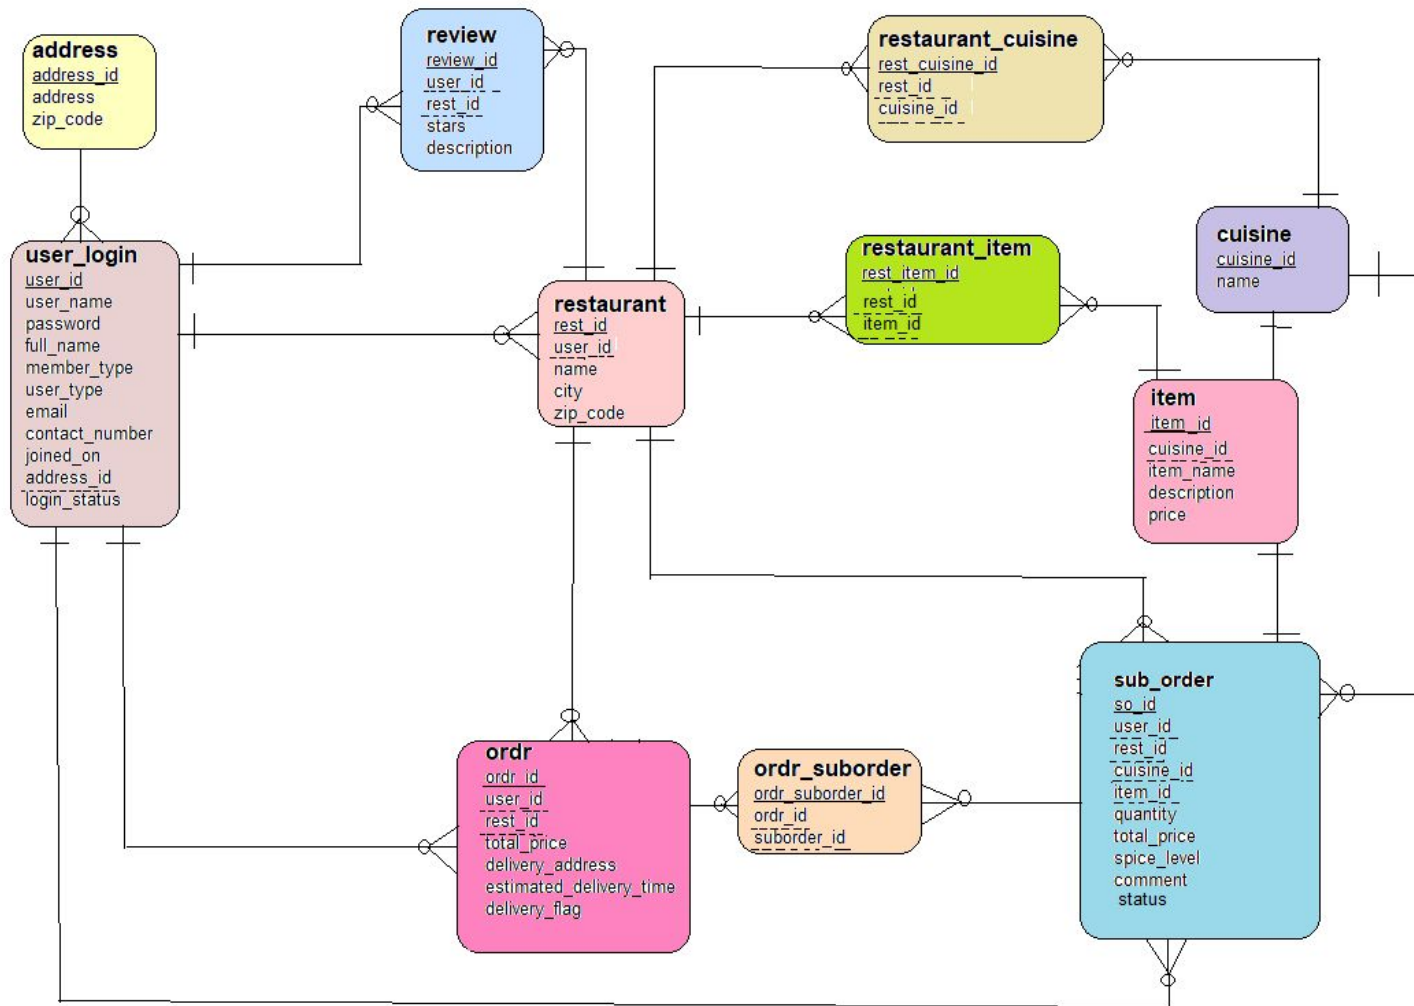 address
address_id
address
zip_code
review
review_id
user_id
rest_id
stars
description
restaurant_cuisine
rest_cuisine_id
rest_id
cuisine_id
user_login
user_id
user_name
password
full_name
member_type
user_type
email
contact_number
joined_on
address_id
login_status
restaurant
rest_id
user_id
name
city
zip_code
restaurant_item
rest_item_id
rest_id
item_id
cuisine
cuisine_id
name
item
item_id
cuisine_id
item_name
description
price
ordr
ordr_id
user_id
rest_id
total_price
delivery_address
estimated_delivery_time
delivery_flag
ordr_suborder
ordr_suborder_id
ordr_id
suborder_id
sub_order
so_id
user_id
rest_id
cuisine_id
item_id
quantity
total_price
spice_level
comment
status